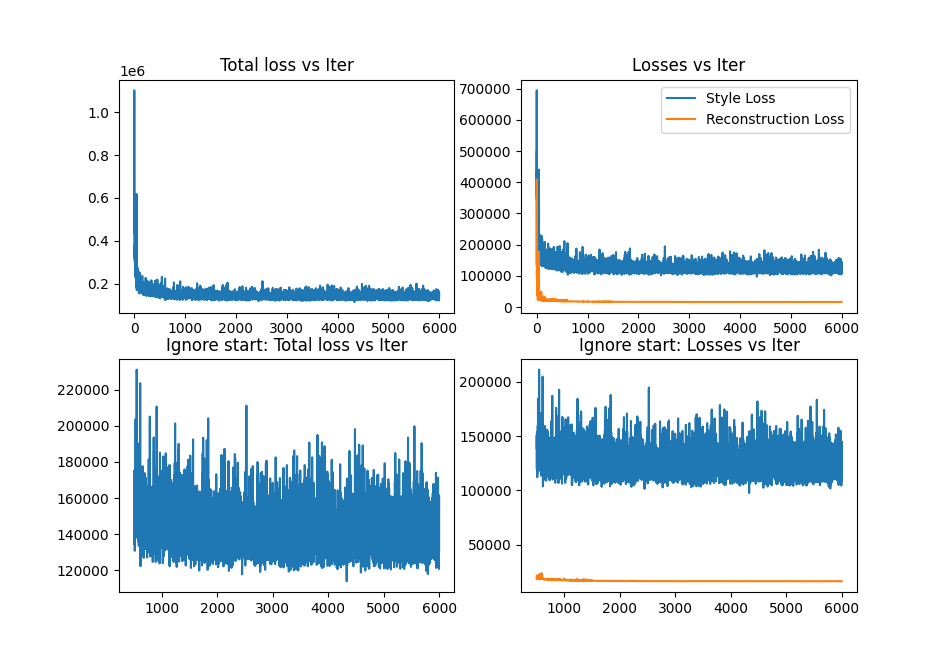 Total loss vs Iter
1e6
1.0
0.8
0.6
0.4
0.2
0 1000 2000 3000 4000 5000 6000
Losses vs Iter
700000
600000
500000
400000
300000
200000
100000
0
Style Loss
Reconstruction Loss
0 1000 2000 3000 4000 5000 6000
Ignore start: Total loss vs Iter
220000
200000
180000
160000
140000
120000
1000 2000 3000 4000 5000 6000
Ignore start: Losses vs Iter
200000
150000
100000
50000
1000 2000 3000 4000 5000 6000